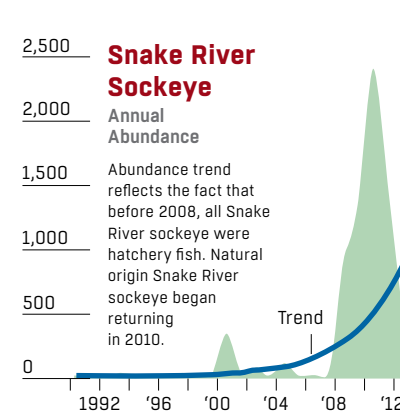 2,500
Snake River
Sockeye
2,000
Annual
Abundance
1,500
Abundance trend
reflects the fact that
before 2008, all Snake
River sockeye were
hatchery fish. Natural
origin Snake River
sockeye began
returning
in 2010.
1,000
500
Trend
0
1992 ‘96 ‘00 ‘04 ‘08 ‘12